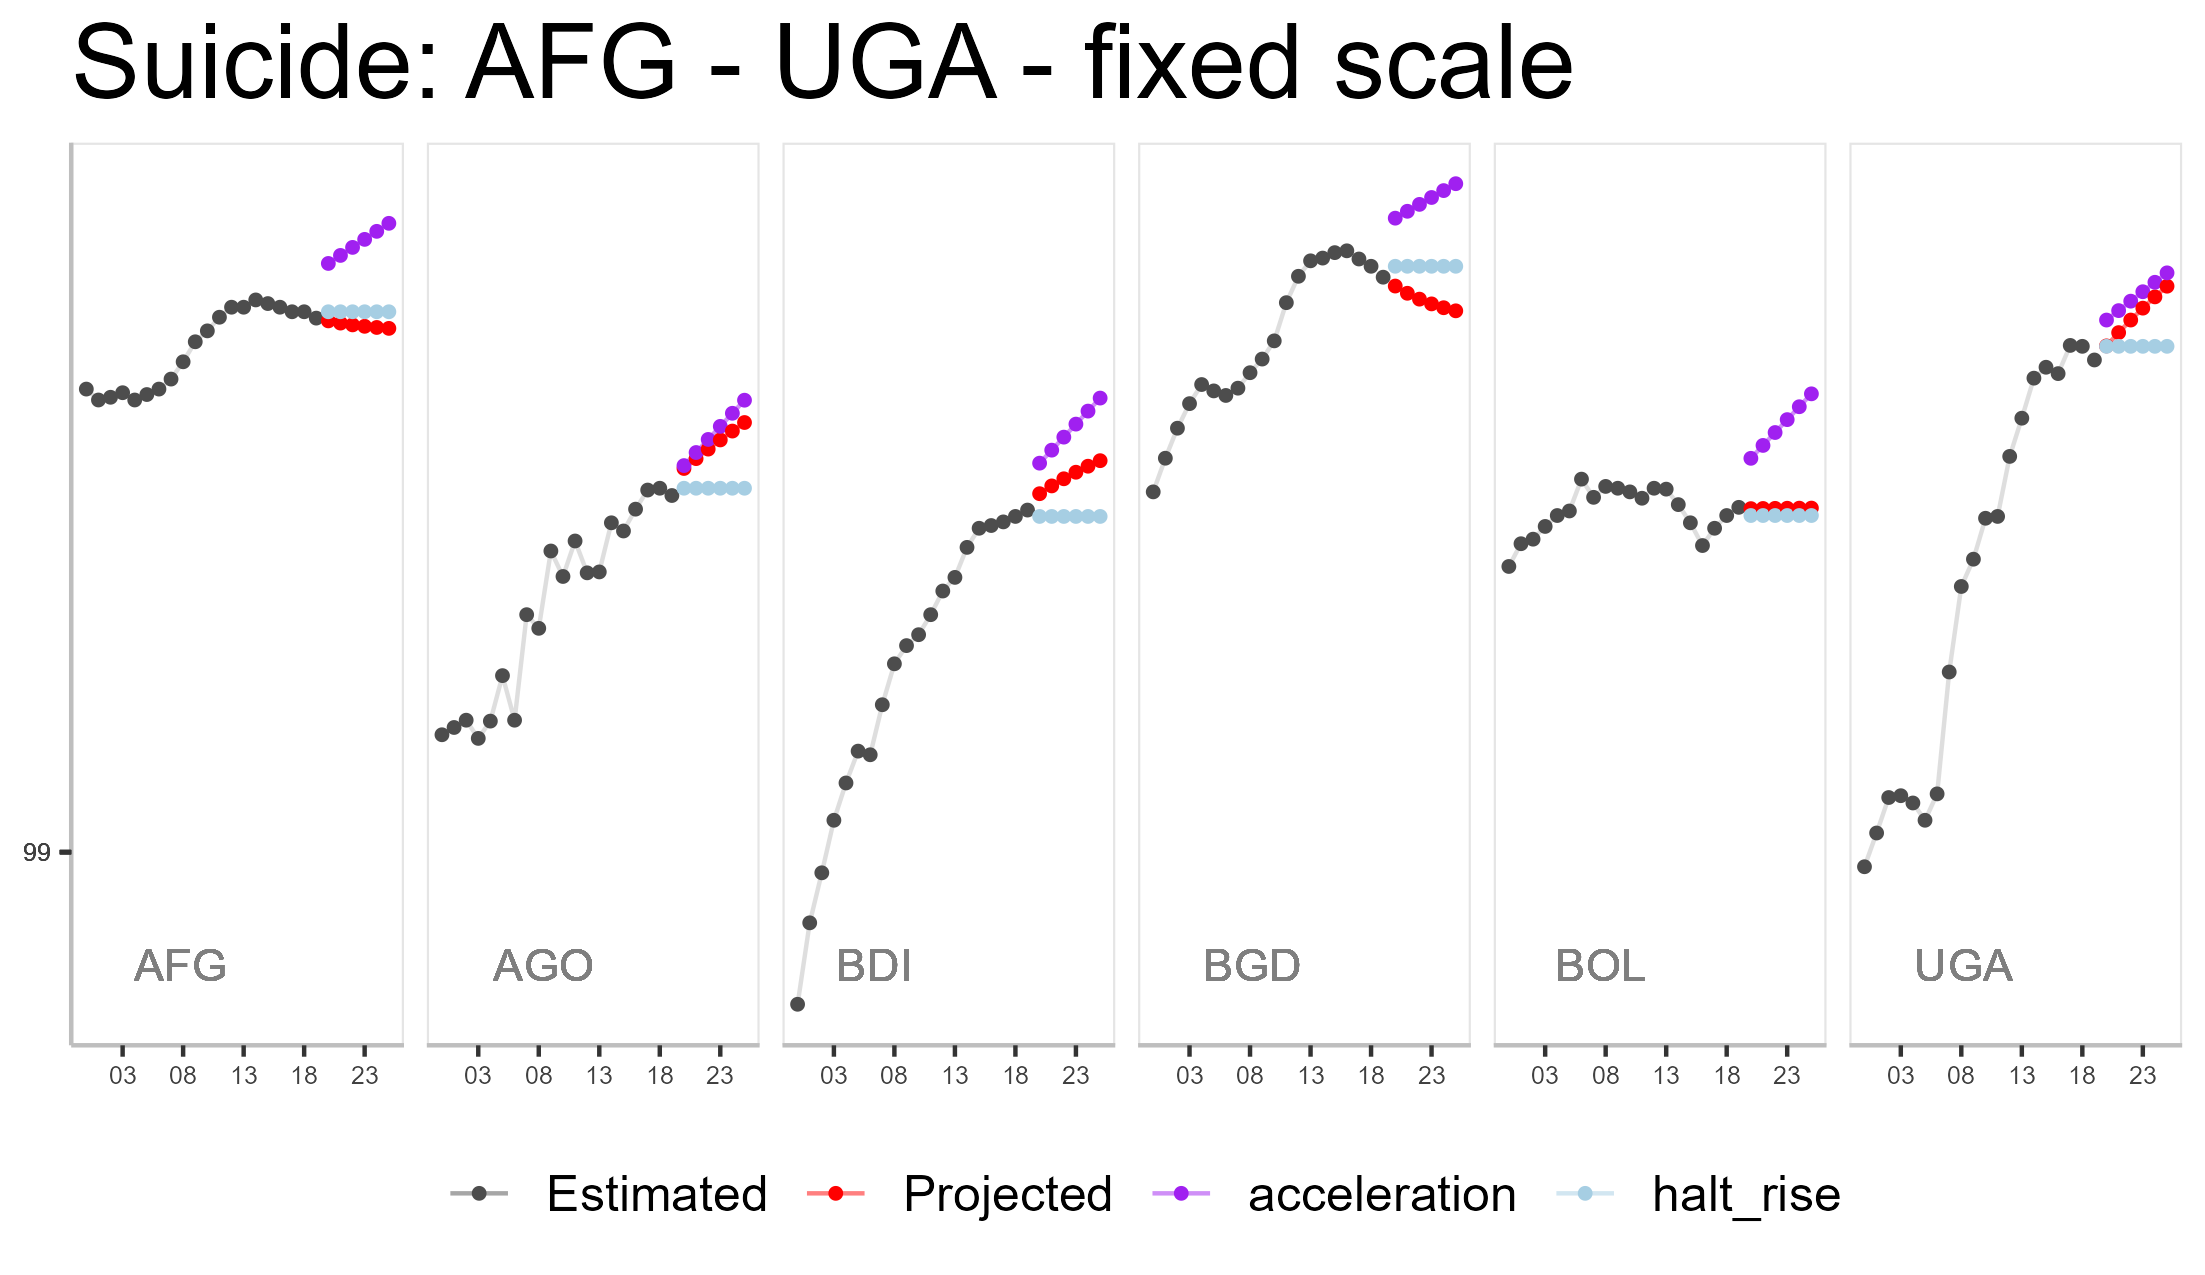 Suicide: AFG - UGA - fixed scale
99
AFG AGO BDI BGD BOL UGA
03 08 13 18 23 03 08 13 18 23 03 08 13 18 23 03 08 13 18 23 03 08 13 18 23 03 08 13 18 23
Estimated Projected acceleration halt_rise